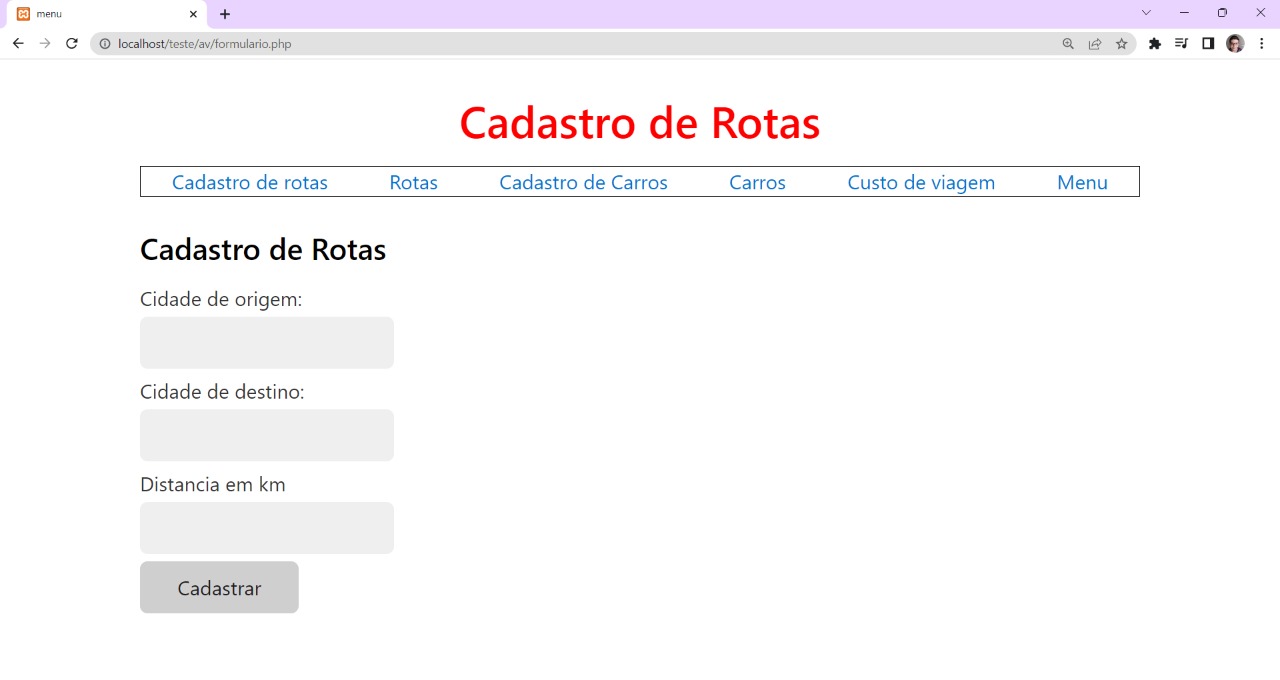 menu
localhost/teste/av/formulario.php
Cadastro de Rotas
Cadastro de rotas Rotas Cadastro de Carros Carros Custo de viagem Menu
Cadastro de Rotas
Cidade de origem:
Cidade de destino:
Distancia em km
Cadastrar